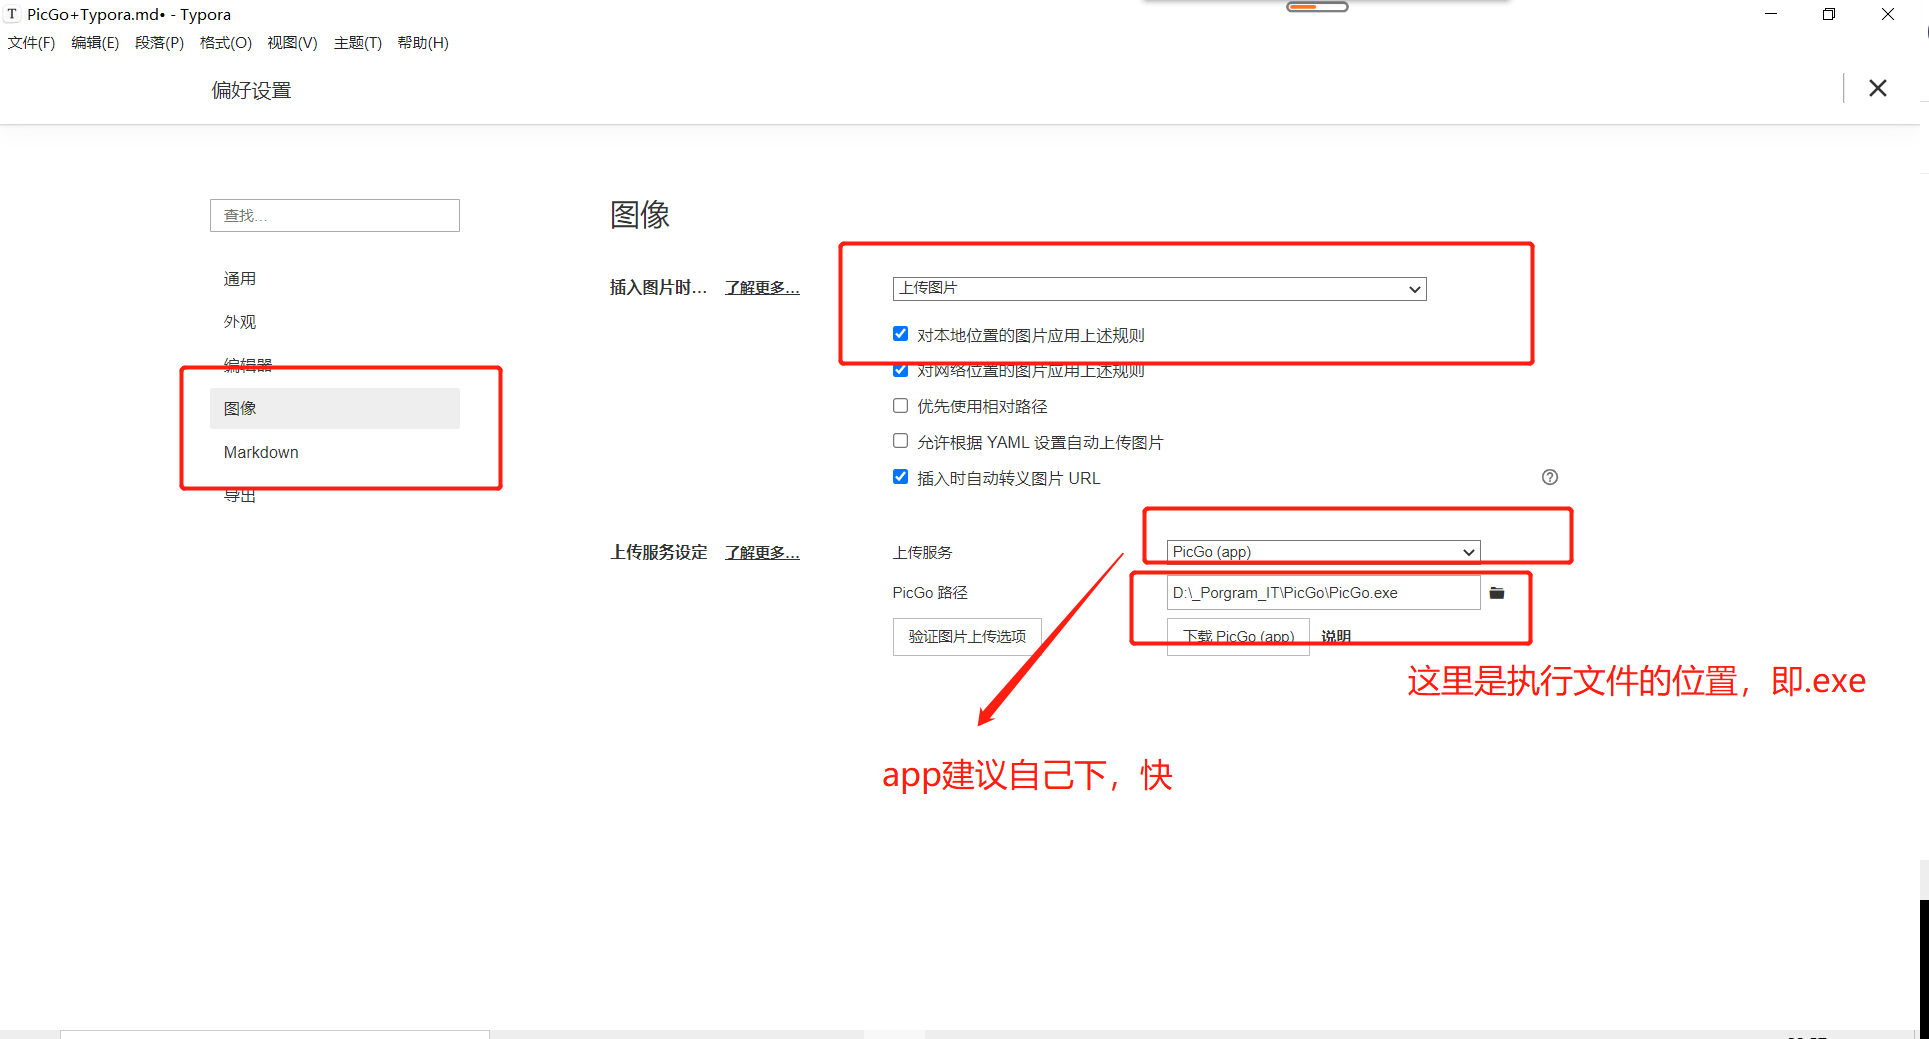 T PicGo+Typora.md• - Typora
文件(F) 编辑(E) 段落(P) 格式(O) 视图(V) 主题(T) 帮助(H)
偏好设置
查找...
通用
外观
编辑器
图像
Markdown
导出
图像
插入图片时... 了解更多...
上传图片
对本地位置的图片应用上述规则
对网络位置的图片应用上述规则
优先使用相对路径
允许根据 YAML 设置自动上传图片
插入时自动转义图片 URL
?
上传服务设定 了解更多...
上传服务 PicGo (app)
PicGo 路径 D:\_Porgram_IT\PicGo\PicGo.exe
验证图片上传选项 下载 PicGo (app) 说明
这里是执行文件的位置，即.exe
app建议自己下，快